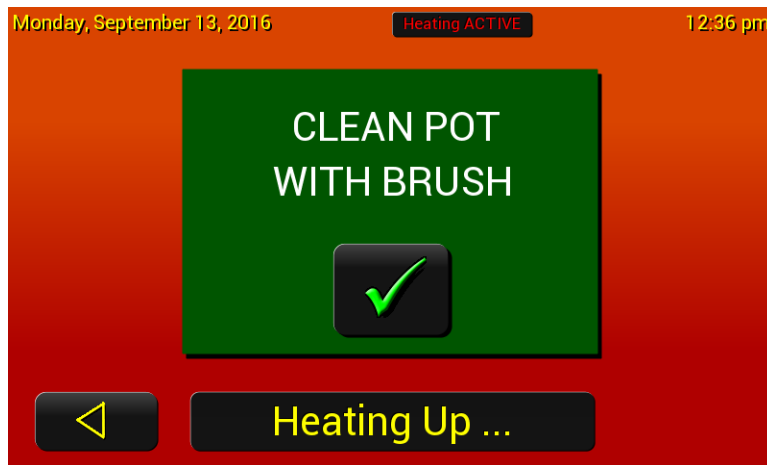 Monday, September 13, 2016 Heating ACTIVE 12:36 pm
CLEAN POT
WITH BRUSH
Heating Up ...